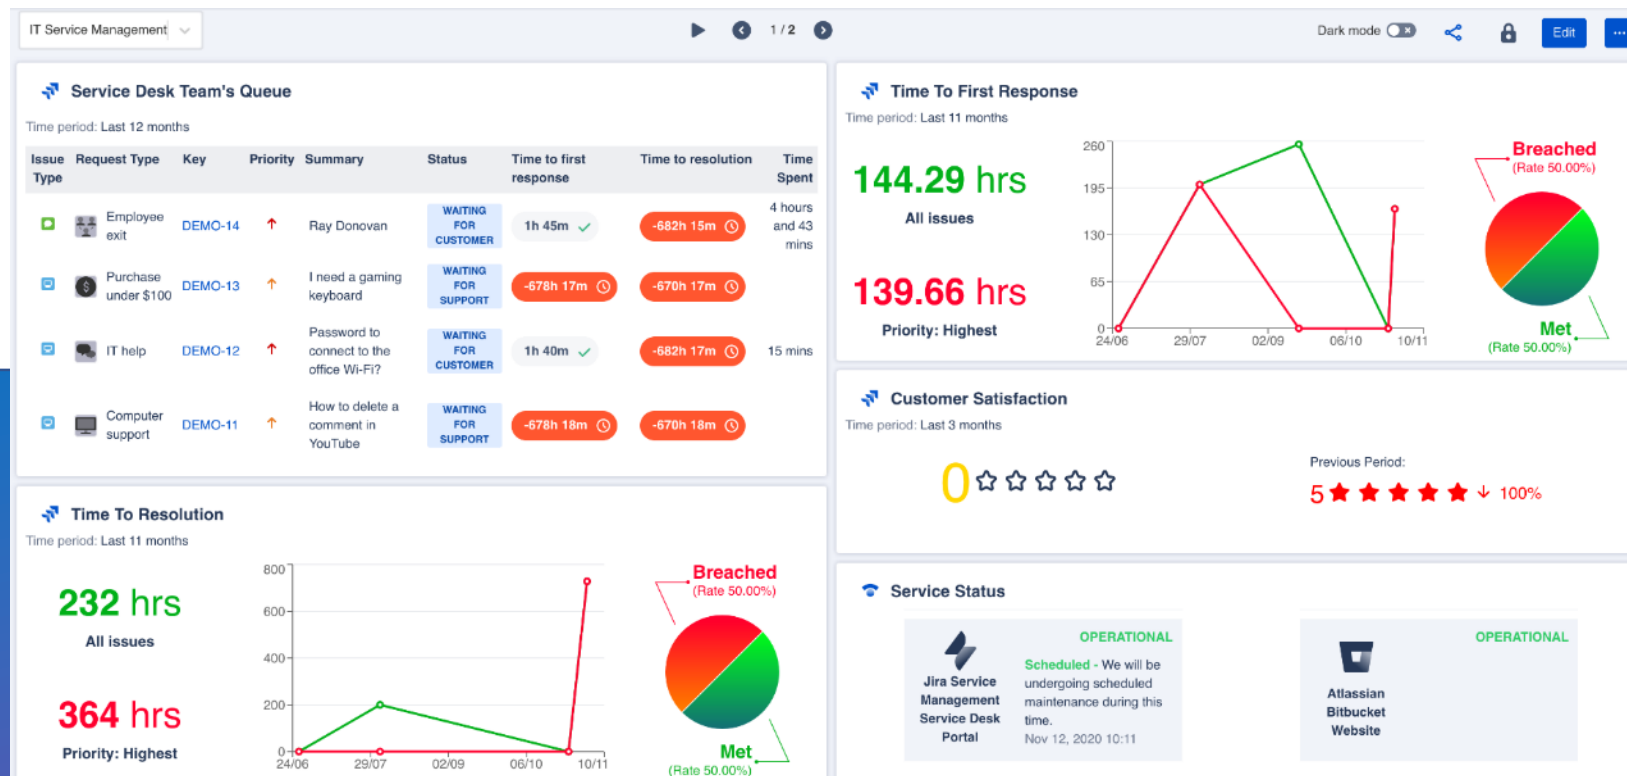 IT Service Management
1 / 2
Dark mode
Edit
Service Desk Team's Queue
Time period: Last 12 months
Issue Type Request Type Key Priority Summary Status Time to first response Time to resolution Time Spent
Employee exit DEMO-14 Ray Donovan WAITING FOR CUSTOMER 1h 45m -682h 15m 4 hours and 43 mins
Purchase under $100 DEMO-13 I need a gaming keyboard WAITING FOR SUPPORT -678h 17m -670h 17m
IT help DEMO-12 Password to connect to the office Wi-Fi? WAITING FOR CUSTOMER 1h 40m -682h 17m 15 mins
Computer support DEMO-11 How to delete a comment in YouTube WAITING FOR SUPPORT -678h 18m -670h 18m
Time To First Response
Time period: Last 11 months
144.29 hrs
All issues
139.66 hrs
Priority: Highest
260
195
130
65
0
24/06 29/07 02/09 06/10 10/11
Breached
(Rate 50.00%)
Met
(Rate 50.00%)
Customer Satisfaction
Time period: Last 3 months
0
Previous Period:
5 100%
Time To Resolution
Time period: Last 11 months
232 hrs
All issues
364 hrs
Priority: Highest
800
600
400
200
0
24/06 29/07 02/09 06/10 10/11
Breached
(Rate 50.00%)
Met
(Rate 50.00%)
Service Status
Jira Service
Management
Service Desk
Portal
OPERATIONAL
Scheduled - We will be
undergoing scheduled
maintenance during this
time.
Nov 12, 2020 10:11
Atlassian
Bitbucket
Website
OPERATIONAL